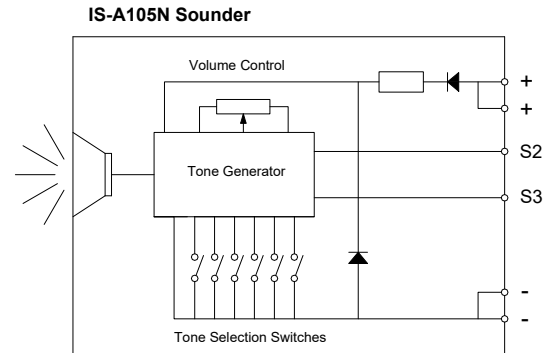 IS-A105N Sounder
Volume Control
+
+
Tone Generator
S2
S3
-
-
Tone Selection Switches